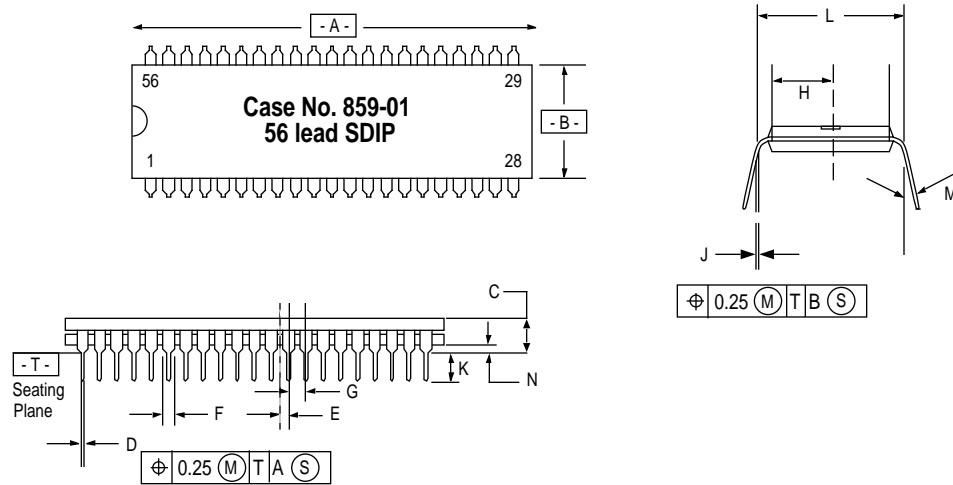 - A -
56
29
Case No. 859-01
56 lead SDIP
- B -
1
28
L
H
M
J
⌖ 0.25 Ⓜ T B Ⓢ
C
- T -
Seating
Plane
K
N
G
F
E
D
⌖ 0.25 Ⓜ T A Ⓢ